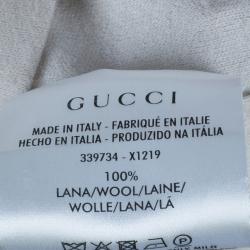 GUCCI
MADE IN ITALY - FABRIQUÉ EN ITALIE
HECHO EN ITALIA - PRODUZIDO NA ITÁLIA
339734 - X1219
100%
LANA/WOOL/LAINE/
WOLLE/LANA/LÃ